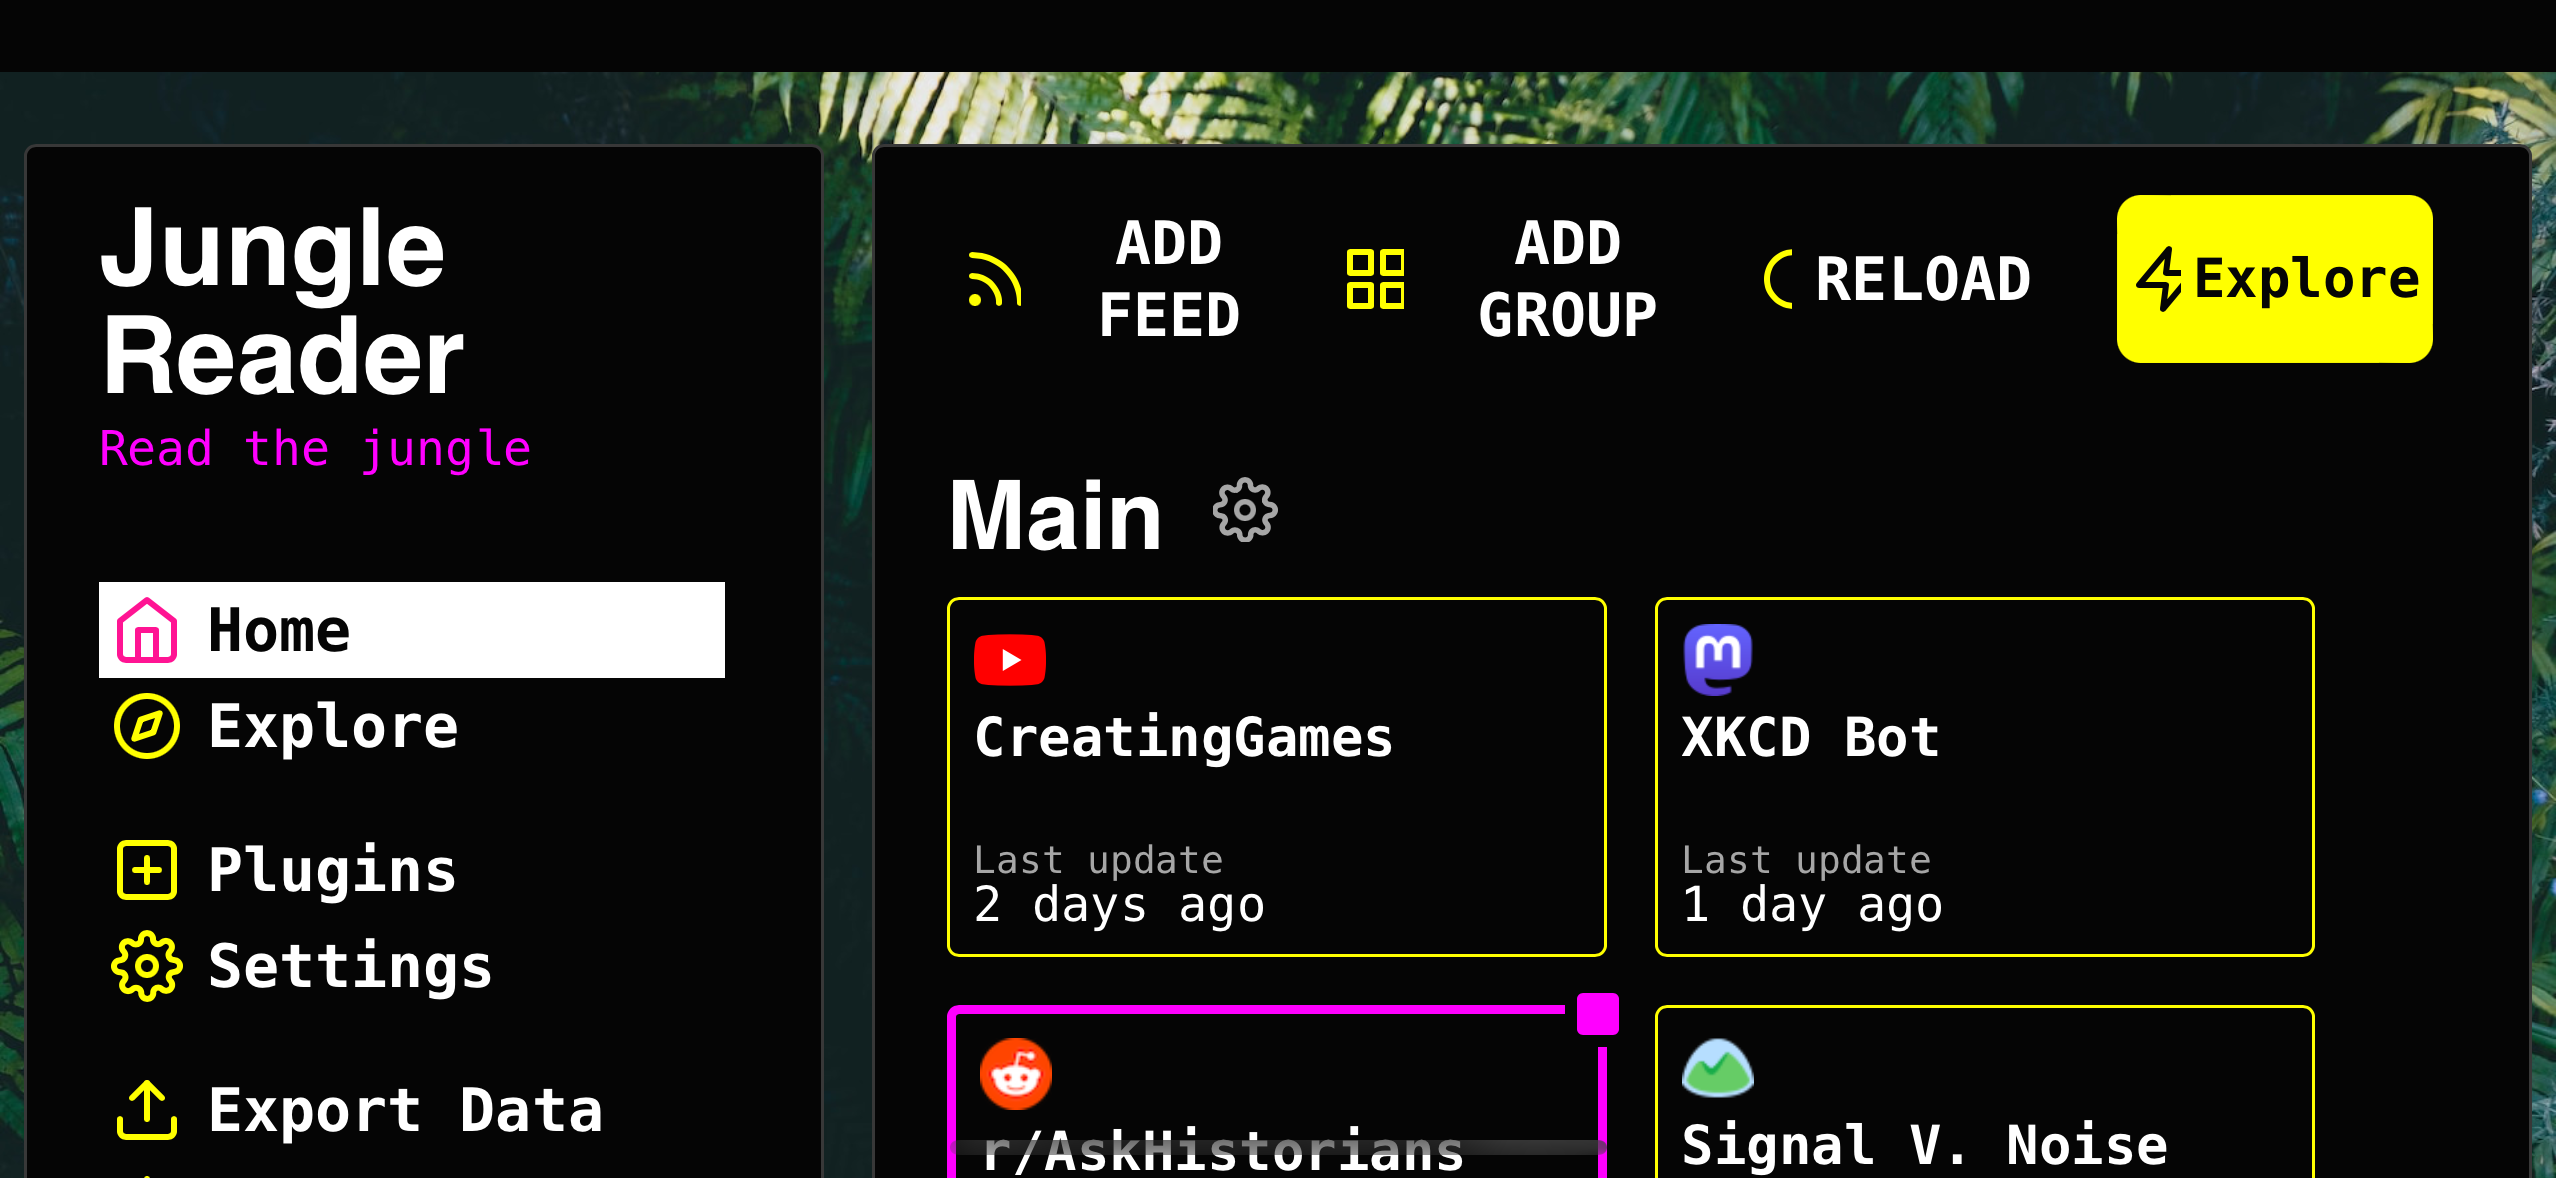 Jungle
Reader
Read the jungle
Home
Explore
Plugins
Settings
Export Data
ADD
FEED
ADD
GROUP
RELOAD
Explore
Main
CreatingGames
Last update
2 days ago
XKCD Bot
Last update
1 day ago
r/AskHistorians
Signal V. Noise